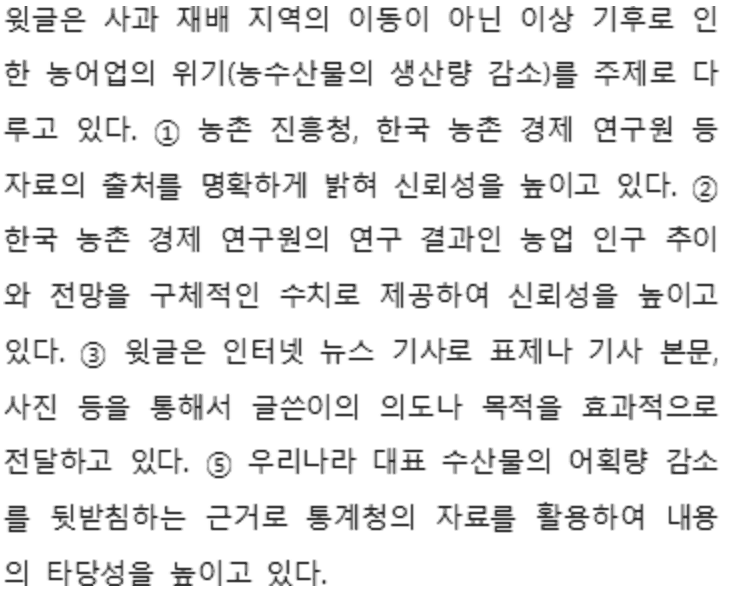 윗글은 사과 재배 지역의 이동이 아닌 이상 기후로 인
한 농어업의 위기(농수산물의 생산량 감소)를 주제로 다
루고 있다. ① 농촌 진흥청, 한국 농촌 경제 연구원 등
자료의 출처를 명확하게 밝혀 신뢰성을 높이고 있다. ②
한국 농촌 경제 연구원의 연구 결과인 농업 인구 추이
와 전망을 구체적인 수치로 제공하여 신뢰성을 높이고
있다. ③ 윗글은 인터넷 뉴스 기사로 표제나 기사 본문,
사진 등을 통해서 글쓴이의 의도나 목적을 효과적으로
전달하고 있다. ⑤ 우리나라 대표 수산물의 어획량 감소
를 뒷받침하는 근거로 통계청의 자료를 활용하여 내용
의 타당성을 높이고 있다.